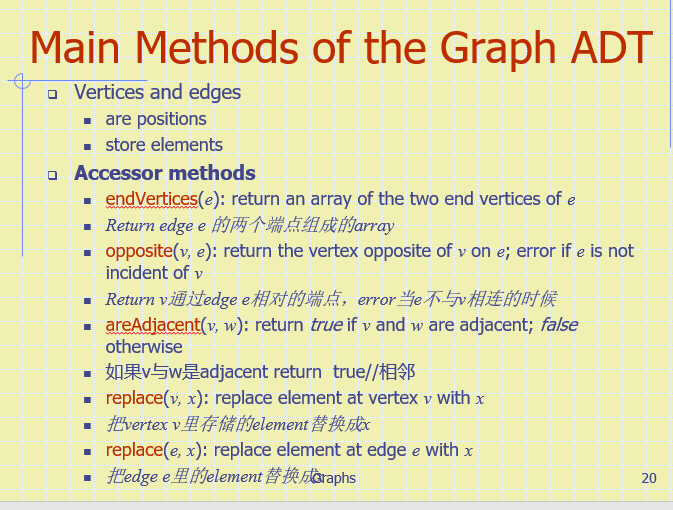 Main Methods of the Graph ADT
Vertices and edges
are positions
store elements
Accessor methods
endVertices(e): return an array of the two end vertices of e
Return edge e 的两个端点组成的array
opposite(v, e): return the vertex opposite of v on e; error if e is not
incident of v
Return v通过edge e相对的端点，error当e不与v相连的时候
areAdjacent(v, w): return true if v and w are adjacent; false
otherwise
如果v与w是adjacent return  true//相邻
replace(v, x): replace element at vertex v with x
把vertex v里存储的element替换成x
replace(e, x): replace element at edge e with x
把edge e里的element替换成x
Graphs
20